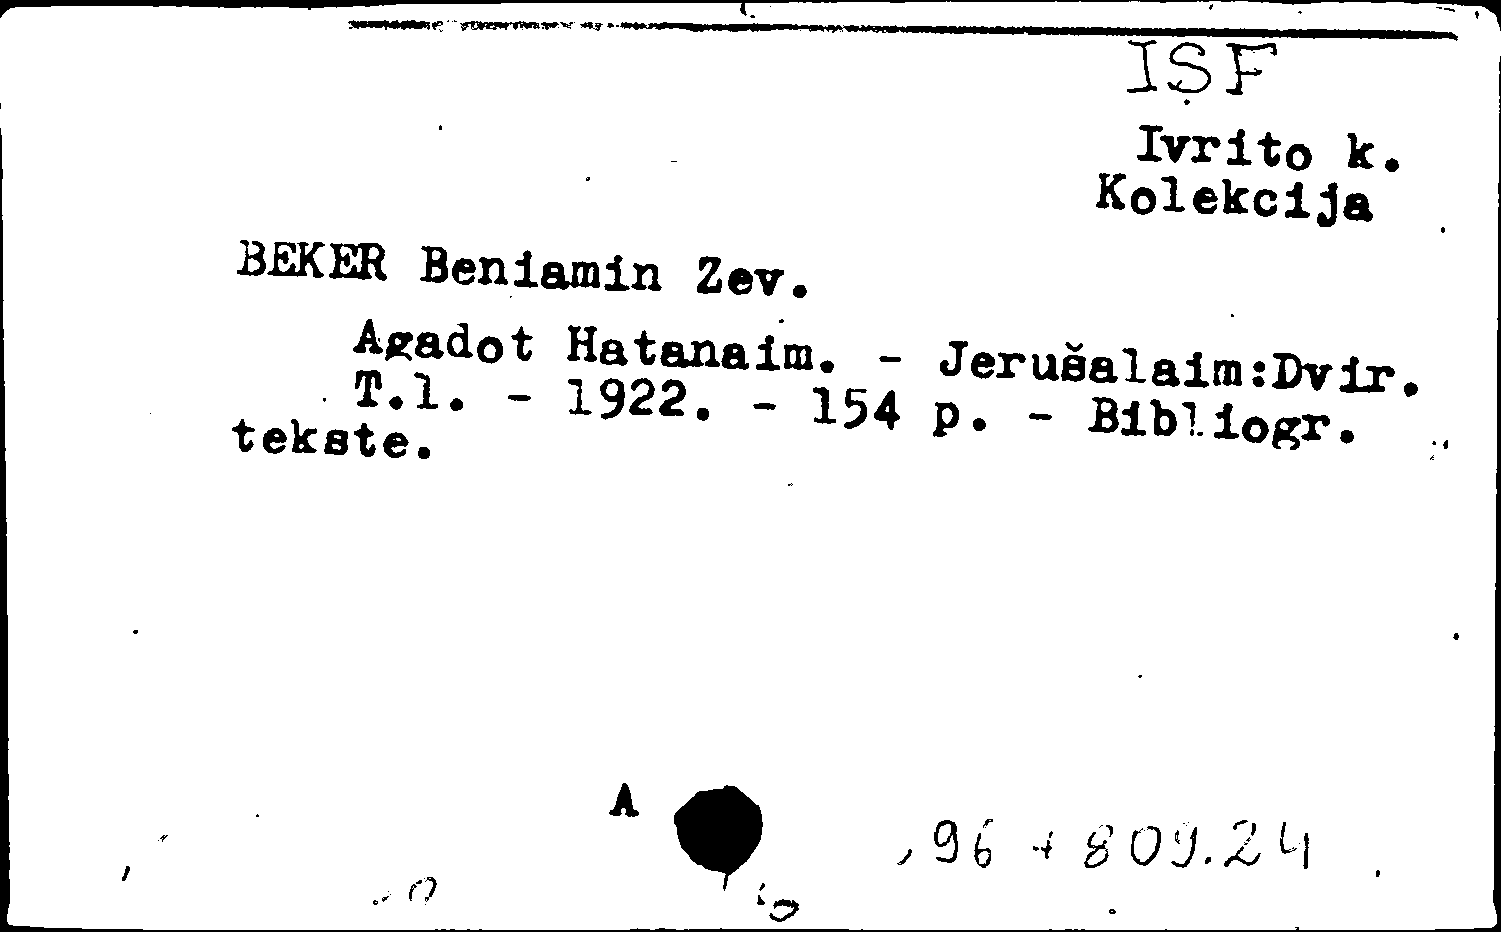 ISF
Ivrito k.
Kolekcija
BEKER Beniamin Zev.
Agadot Hatanaim. - Jerušalaim:Dvir.
T.1. - 1922. - 154 p. - Bibliogr.
tekste.
A
96 + 809.24